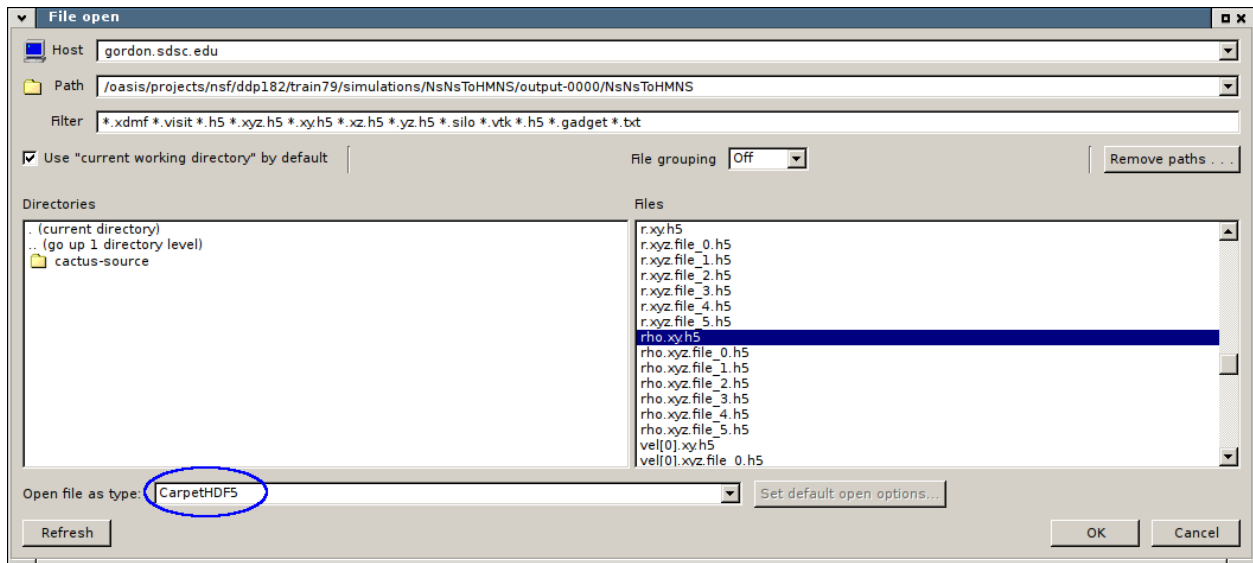 File open
Host gordon.sdsc.edu
Path /oasis/projects/nsf/ddp182/train79/simulations/NsNsToHMNS/output-0000/NsNsToHMNS
Filter *.xdmf *.visit *.h5 *.xyz.h5 *.xy.h5 *.xz.h5 *.yz.h5 *.silo *.vtk *.h5 *.gadget *.txt
Use "current working directory" by default File grouping Off Remove paths . . .
Directories
. (current directory)
.. (go up 1 directory level)
cactus-source
Files
r.xy.h5
r.xyz.file_0.h5
r.xyz.file_1.h5
r.xyz.file_2.h5
r.xyz.file_3.h5
r.xyz.file_4.h5
r.xyz.file_5.h5
rho.xy.h5
rho.xyz.file_0.h5
rho.xyz.file_1.h5
rho.xyz.file_2.h5
rho.xyz.file_3.h5
rho.xyz.file_4.h5
rho.xyz.file_5.h5
vel[0].xy.h5
vel[0].xyz.file_0.h5
Open file as type: CarpetHDF5 Set default open options...
Refresh OK Cancel